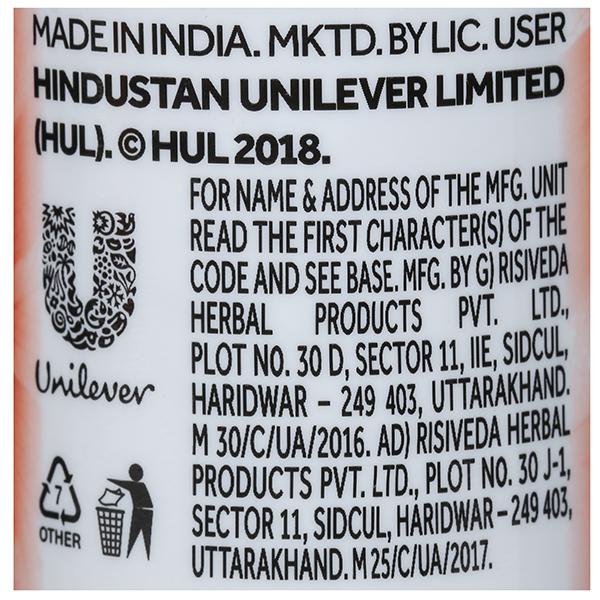 MADE IN INDIA. MKTD. BY LIC. USER
HINDUSTAN UNILEVER LIMITED
(HUL). © HUL 2018.
FOR NAME & ADDRESS OF THE MFG. UNIT
READ THE FIRST CHARACTER(S) OF THE
CODE AND SEE BASE. MFG. BY G) RISIVEDA
HERBAL PRODUCTS PVT. LTD.,
PLOT NO. 30 D, SECTOR 11, IIE, SIDCUL,
HARIDWAR – 249 403, UTTARAKHAND.
M 30/C/UA/2016. AD) RISIVEDA HERBAL
PRODUCTS PVT. LTD., PLOT NO. 30 J-1,
SECTOR 11, SIDCUL, HARIDWAR – 249 403,
UTTARAKHAND. M 25/C/UA/2017.
Unilever
7
OTHER